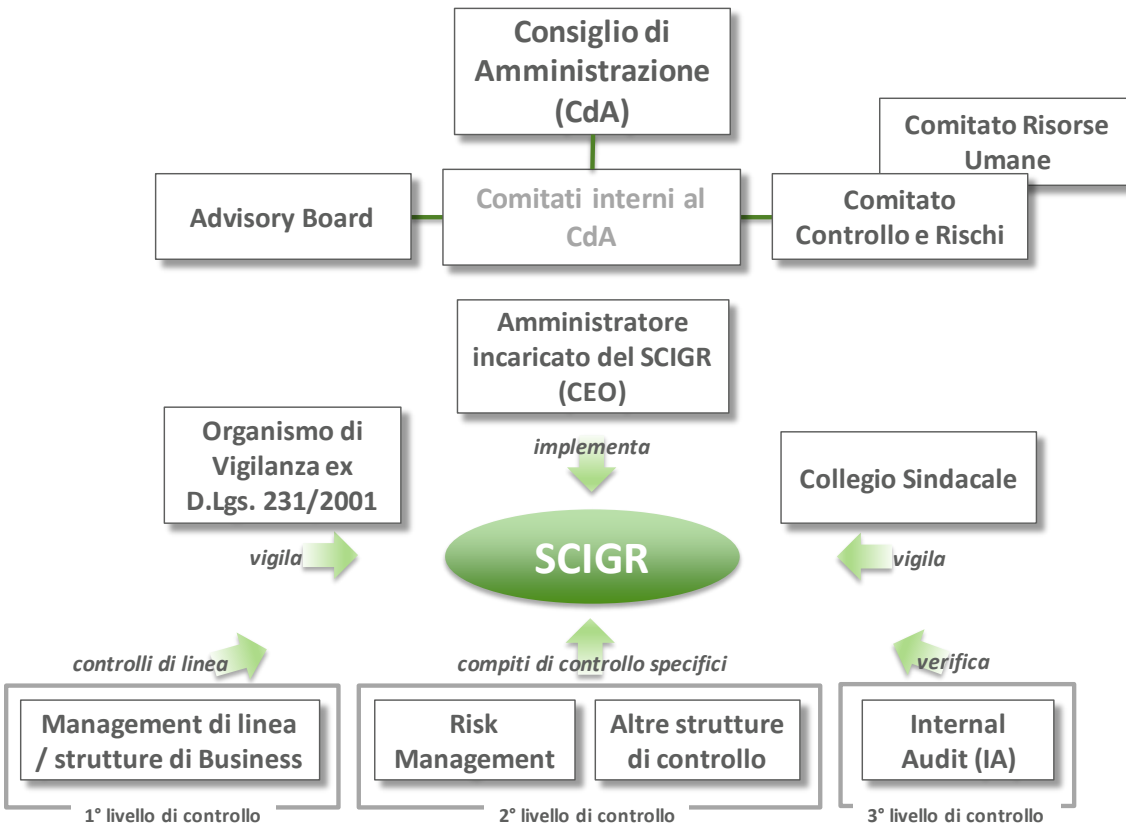 Consiglio di
Amministrazione
(CdA)
Comitato Risorse
Umane
Advisory Board
Comitati interni al
CdA
Comitato
Controllo e Rischi
Amministratore
incaricato del SCIGR
(CEO)
Organismo di
Vigilanza ex
D.Lgs. 231/2001
implementa
Collegio Sindacale
vigila
SCIGR
vigila
controlli di linea
compiti di controllo specifici
verifica
Management di linea
/ strutture di Business
Risk
Management
Altre strutture
di controllo
Internal
Audit (IA)
1° livello di controllo
2° livello di controllo
3° livello di controllo